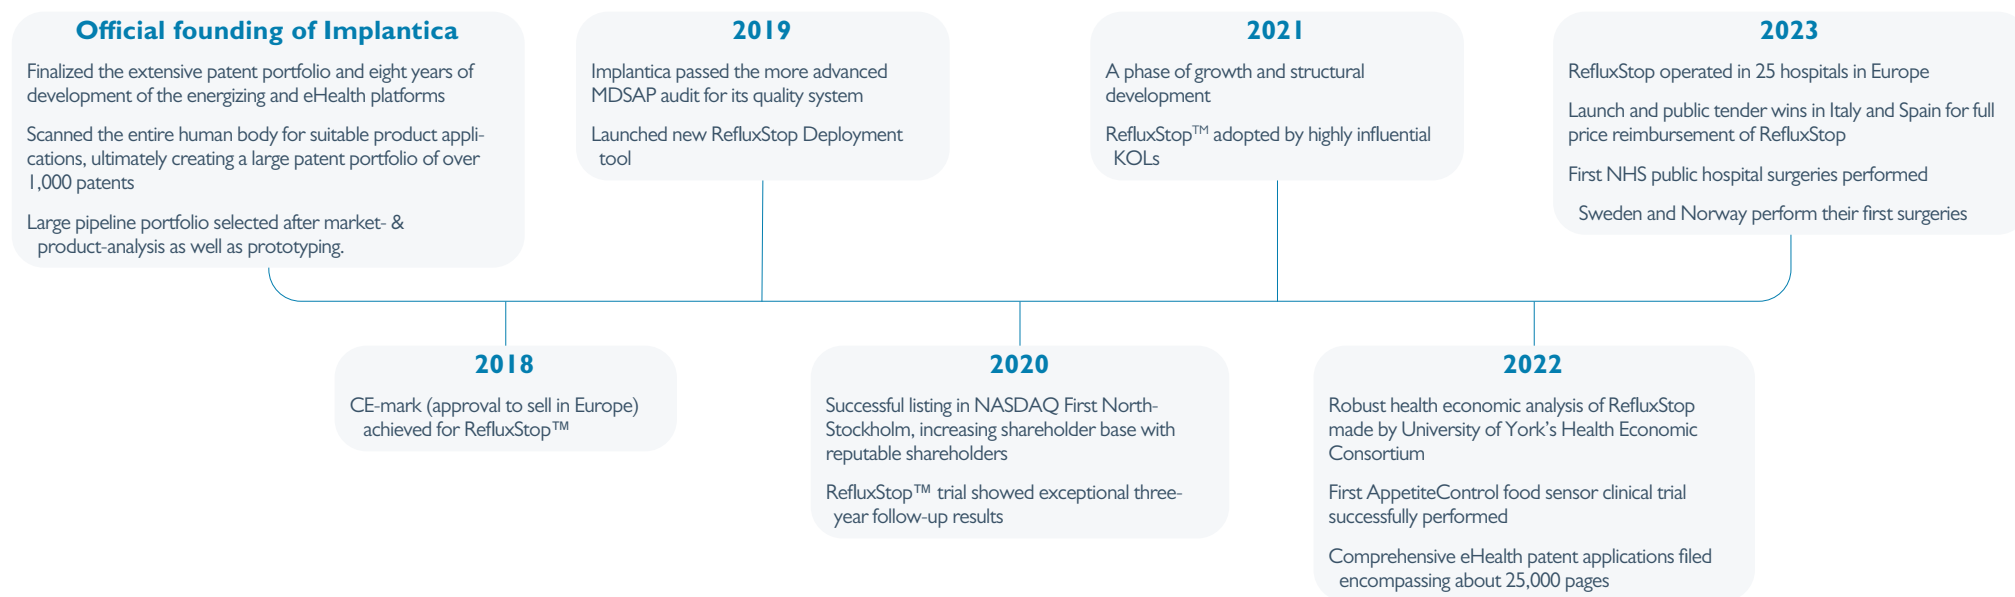 Official founding of Implantica
Finalized the extensive patent portfolio and eight years of
development of the energizing and eHealth platforms
Scanned the entire human body for suitable product appli-
cations, ultimately creating a large patent portfolio of over
1,000 patents
Large pipeline portfolio selected after market- &
product-analysis as well as prototyping.
2018
CE-mark (approval to sell in Europe)
achieved for RefluxStop™
2019
Implantica passed the more advanced
MDSAP audit for its quality system
Launched new RefluxStop Deployment
tool
2020
Successful listing in NASDAQ First North-
Stockholm, increasing shareholder base with
reputable shareholders
RefluxStop™ trial showed exceptional three-
year follow-up results
2021
A phase of growth and structural
development
RefluxStop™ adopted by highly influential
KOLs
2022
Robust health economic analysis of RefluxStop
made by University of York's Health Economic
Consortium
First AppetiteControl food sensor clinical trial
successfully performed
Comprehensive eHealth patent applications filed
encompassing about 25,000 pages
2023
RefluxStop operated in 25 hospitals in Europe
Launch and public tender wins in Italy and Spain for full
price reimbursement of RefluxStop
First NHS public hospital surgeries performed
Sweden and Norway perform their first surgeries